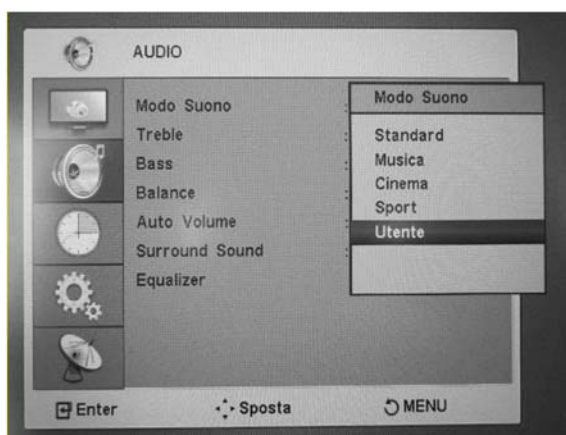 AUDIO
Modo Suono :
Treble :
Bass :
Balance :
Auto Volume :
Surround Sound :
Equalizer
Modo Suono
Standard
Musica
Cinema
Sport
Utente
Enter
Sposta
MENU